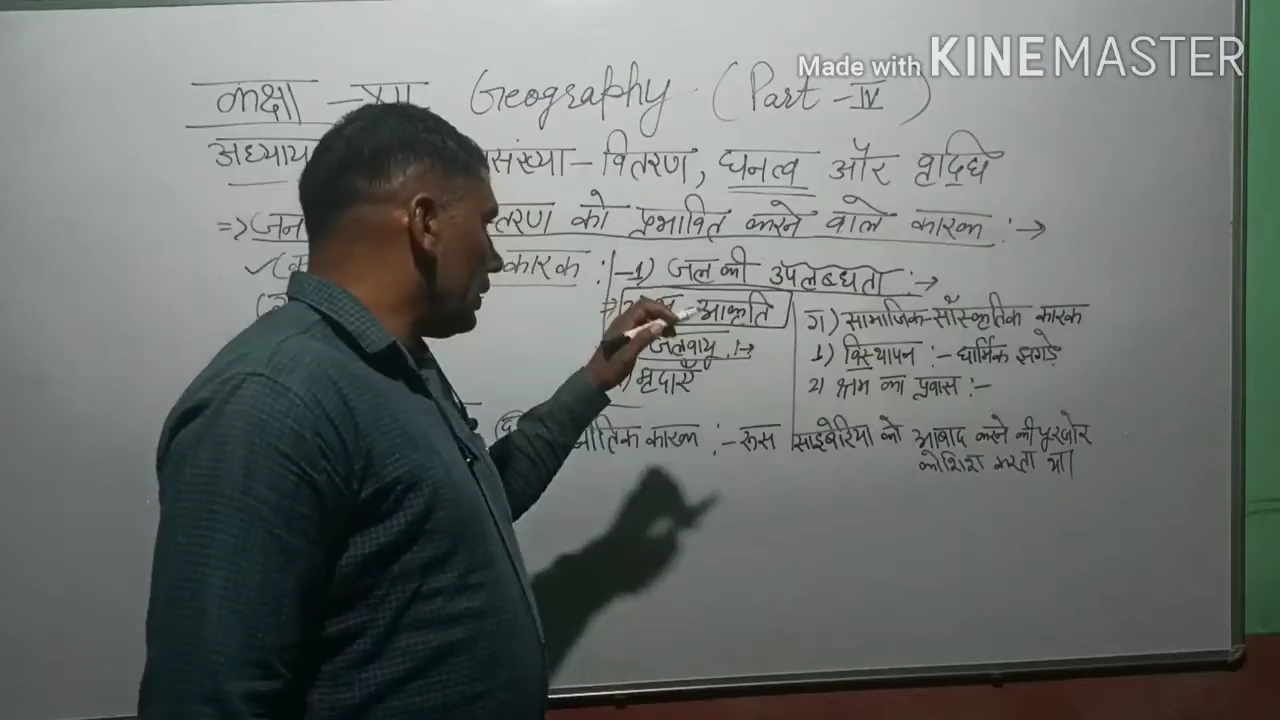 Made with KINEMASTER
कक्षा - XII Geography (Part - IV)
अध्याय संख्या - वितरण, घनत्व और वृद्धि
=> जन तरण को प्रभावित करने वाले कारक :->
कारक : -1) जल की उपलब्धता :->
आकृति
ग) सामाजिक - साँस्कृतिक कारक
जलवायु :->
1) विस्थापन :- धार्मिक झगड़े
मृदाएँ
2) श्रम का प्रवास :-
कारक :- रूस साइबेरिया को आबाद करने की पूरजोर
कोशिश करता था।